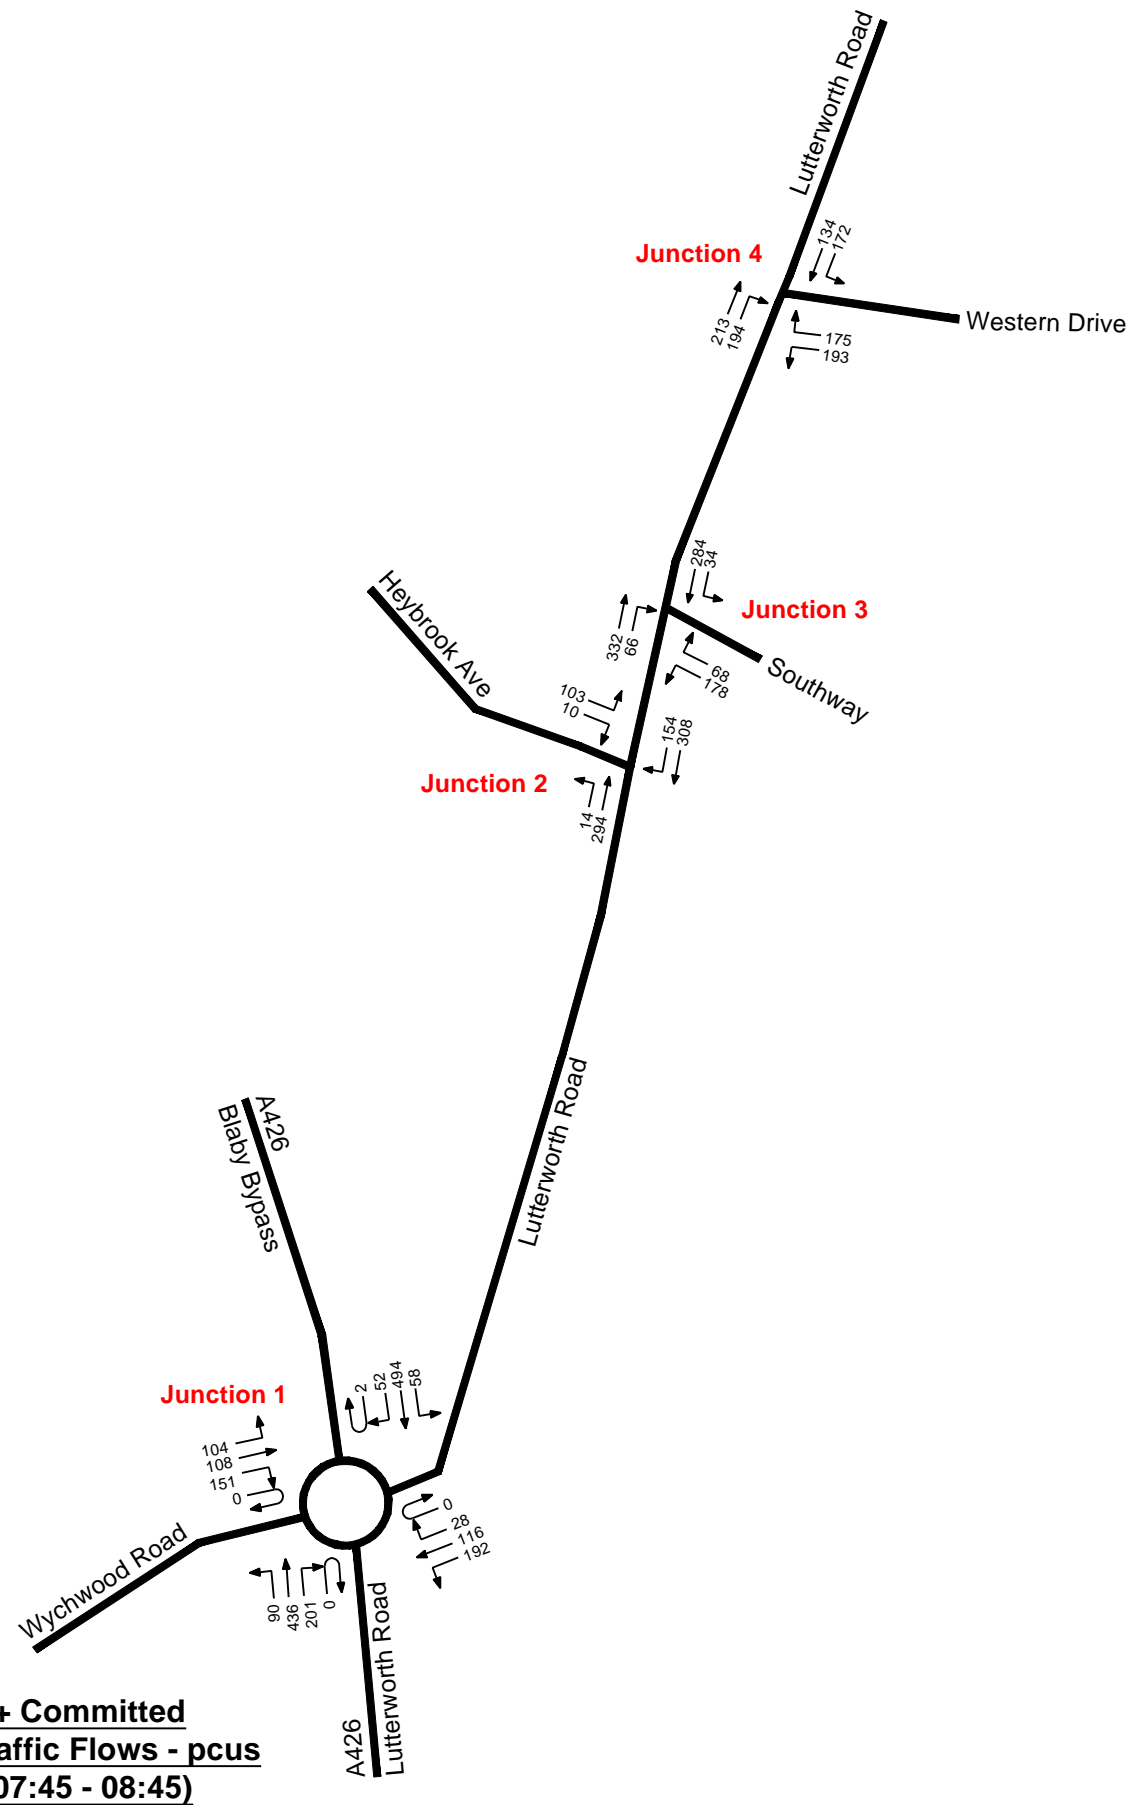 Lutterworth Road
134
172
Junction 4
213
194
Western Drive
175
193
284
34
Junction 3
332
66
68
178
Southway
Heybrook Ave
103
10
154
308
Junction 2
14
294
Lutterworth Road
A426
Blaby Bypass
2
52
494
58
Junction 1
104
108
151
0
0
28
116
192
Wychwood Road
90
436
201
0
A426
Lutterworth Road
+ Committed
affic Flows - pcus
07:45 - 08:45)